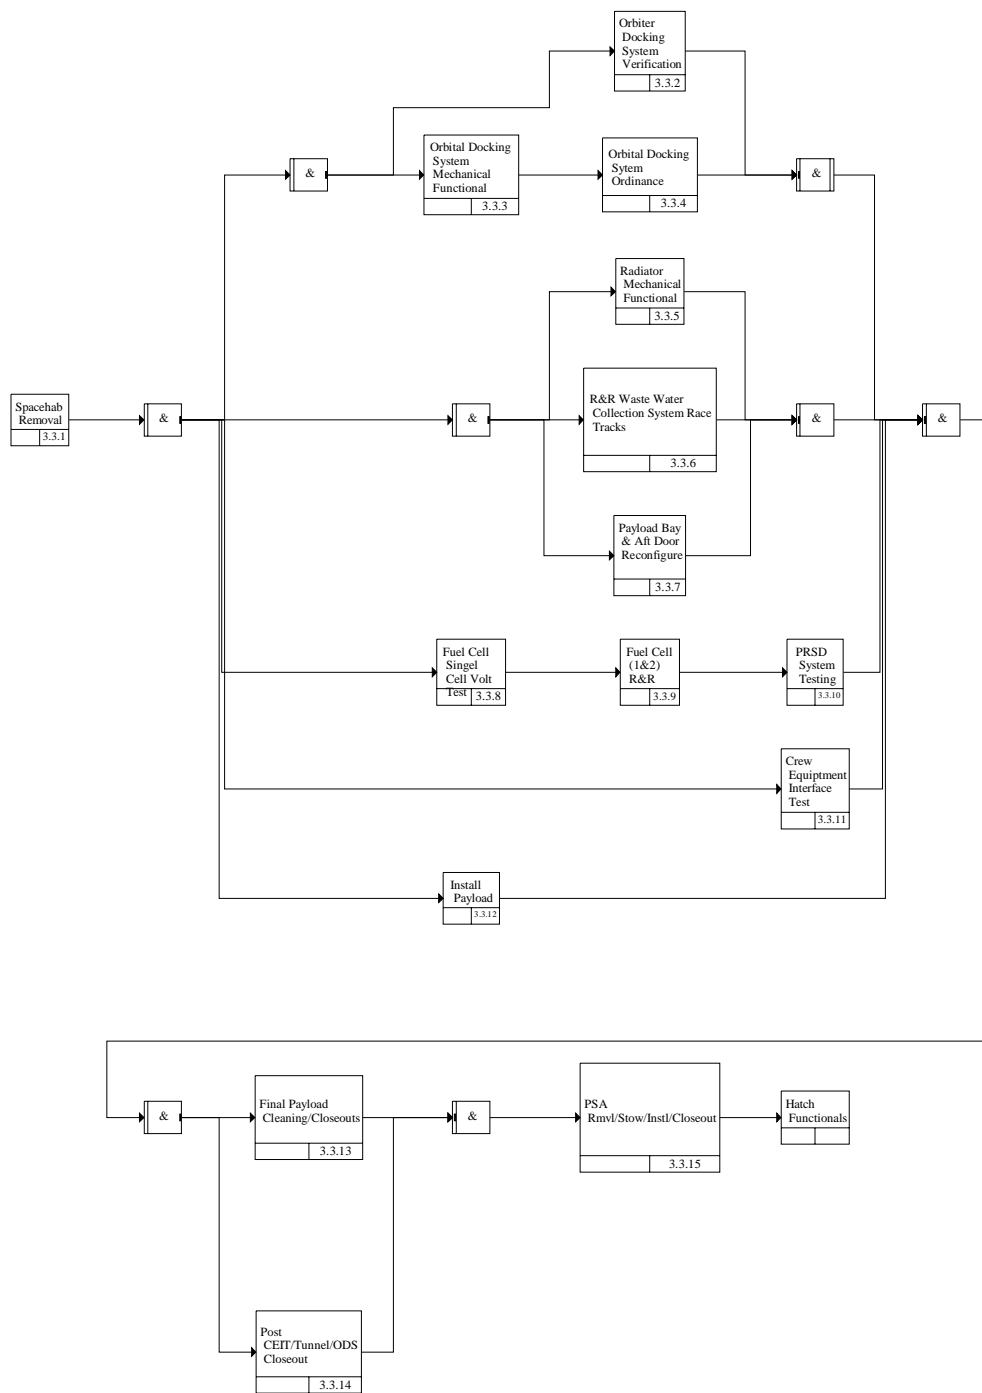 Orbiter
Docking
System
Verification
3.3.2
&
Orbital Docking
System
Mechanical
Functional
3.3.3
Orbital Docking
Sytem
Ordinance
3.3.4
&
Radiator
Mechanical
Functional
3.3.5
Spacehab
Removal
3.3.1
&
&
R&R Waste Water
Collection System Race
Tracks
3.3.6
&
&
Payload Bay
& Aft Door
Reconfigure
3.3.7
Fuel Cell
Singel
Cell Volt
Test
3.3.8
Fuel Cell
(1&2)
R&R
3.3.9
PRSD
System
Testing
3.3.10
Crew
Equiptment
Interface
Test
3.3.11
Install
Payload
3.3.12
&
Final Payload
Cleaning/Closeouts
3.3.13
&
PSA
Rmvl/Stow/Instl/Closeout
3.3.15
Hatch
Functionals
Post
CEIT/Tunnel/ODS
Closeout
3.3.14